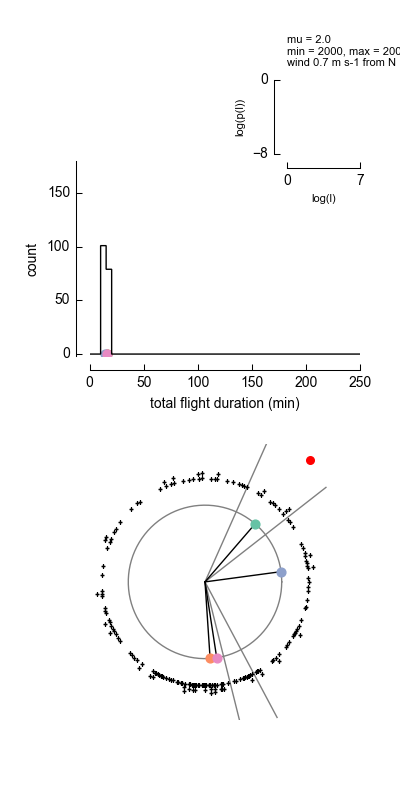 mu = 2.0
min = 2000, max = 200
wind 0.7 m s-1 from N
0
log(p(l))
−8
0 7
log(l)
150
100
50
0
count
0 50 100 150 200 250
total flight duration (min)